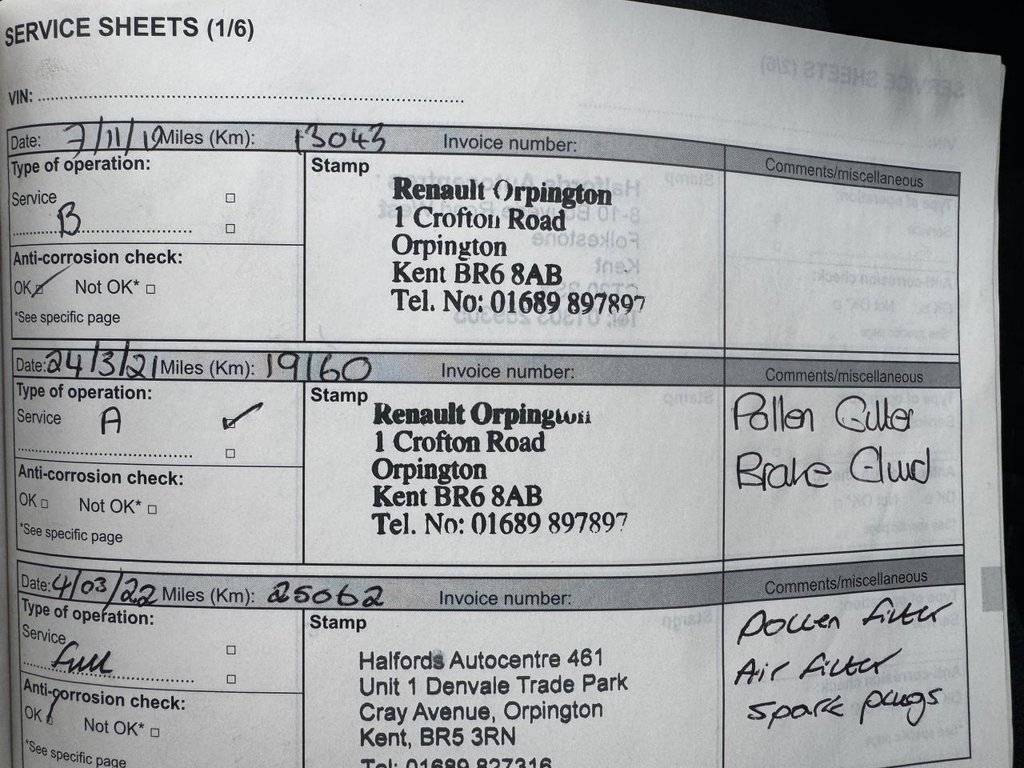 SERVICE SHEETS (1/6)
VIN:
Date: 7/11/19 Miles (Km): 13043 Invoice number:
Type of operation:
Service
B
Anti-corrosion check:
OK Not OK*
*See specific page
Stamp
Renault Orpington
1 Crofton Road
Orpington
Kent BR6 8AB
Tel. No: 01689 897897
Comments/miscellaneous
Date: 24/3/21 Miles (Km): 19160 Invoice number:
Type of operation:
Service A
Anti-corrosion check:
OK Not OK*
*See specific page
Stamp
Renault Orpington
1 Crofton Road
Orpington
Kent BR6 8AB
Tel. No: 01689 897897
Comments/miscellaneous
Pollen Filter
Brake Fluid
Date: 4/03/22 Miles (Km): 25062 Invoice number:
Type of operation:
Service
full
Anti-corrosion check:
OK Not OK*
*See specific page
Stamp
Halfords Autocentre 461
Unit 1 Denvale Trade Park
Cray Avenue, Orpington
Kent, BR5 3RN
Tel: 01689 827316
Comments/miscellaneous
Pollen filter
Air filter
spark plugs